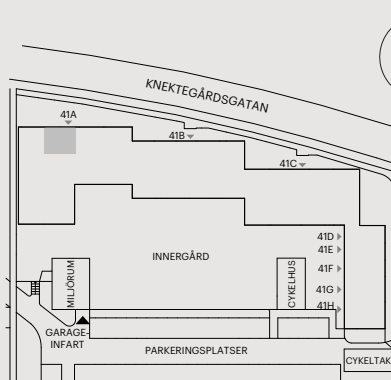 KNEKTEGÅRDSGATAN
41A
41B
41C
41D
41E
41F
41G
41H
INNERGÅRD
MILJÖRUM
CYKELHUS
GARAGE-
INFART
PARKERINGSPLATSER
CYKELTAK